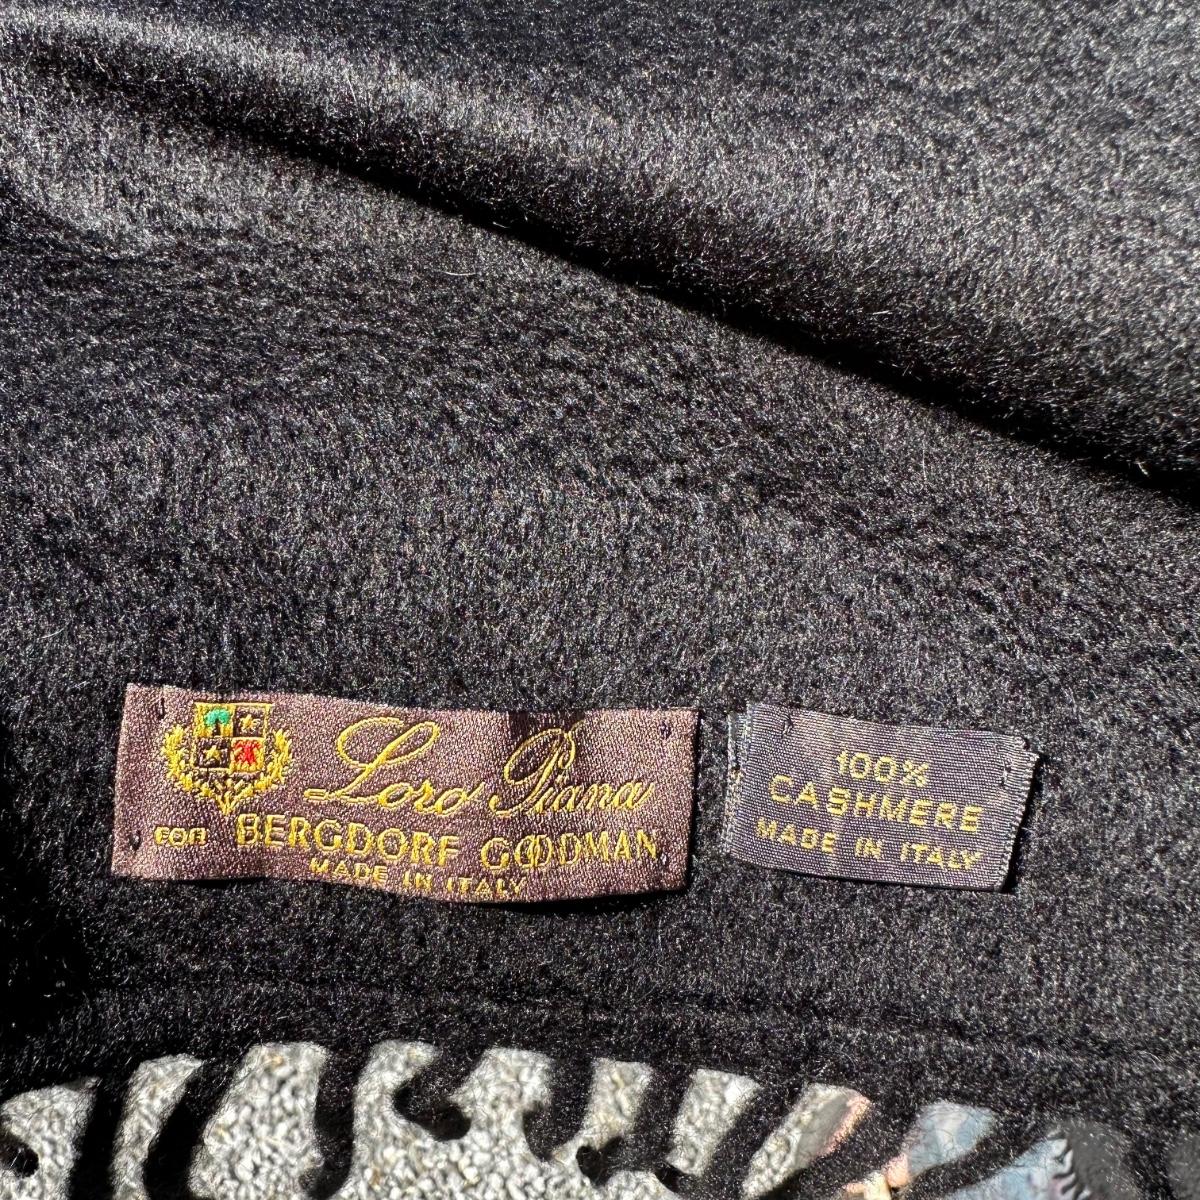 Loro Piana
FOR BERGDORF GOODMAN
MADE IN ITALY
100%
CASHMERE
MADE IN ITALY